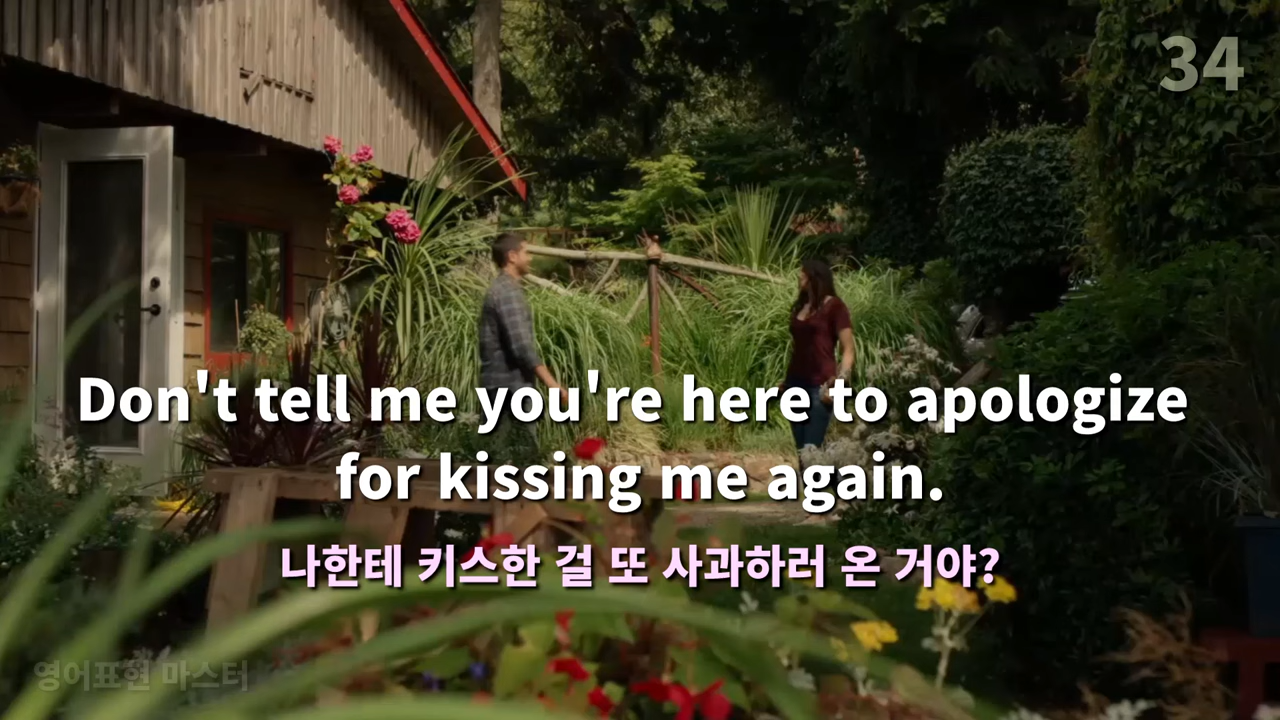 34
Don't tell me you're here to apologize
for kissing me again.
나한테 키스한 걸 또 사과하러 온 거야?
영어표현 마스터